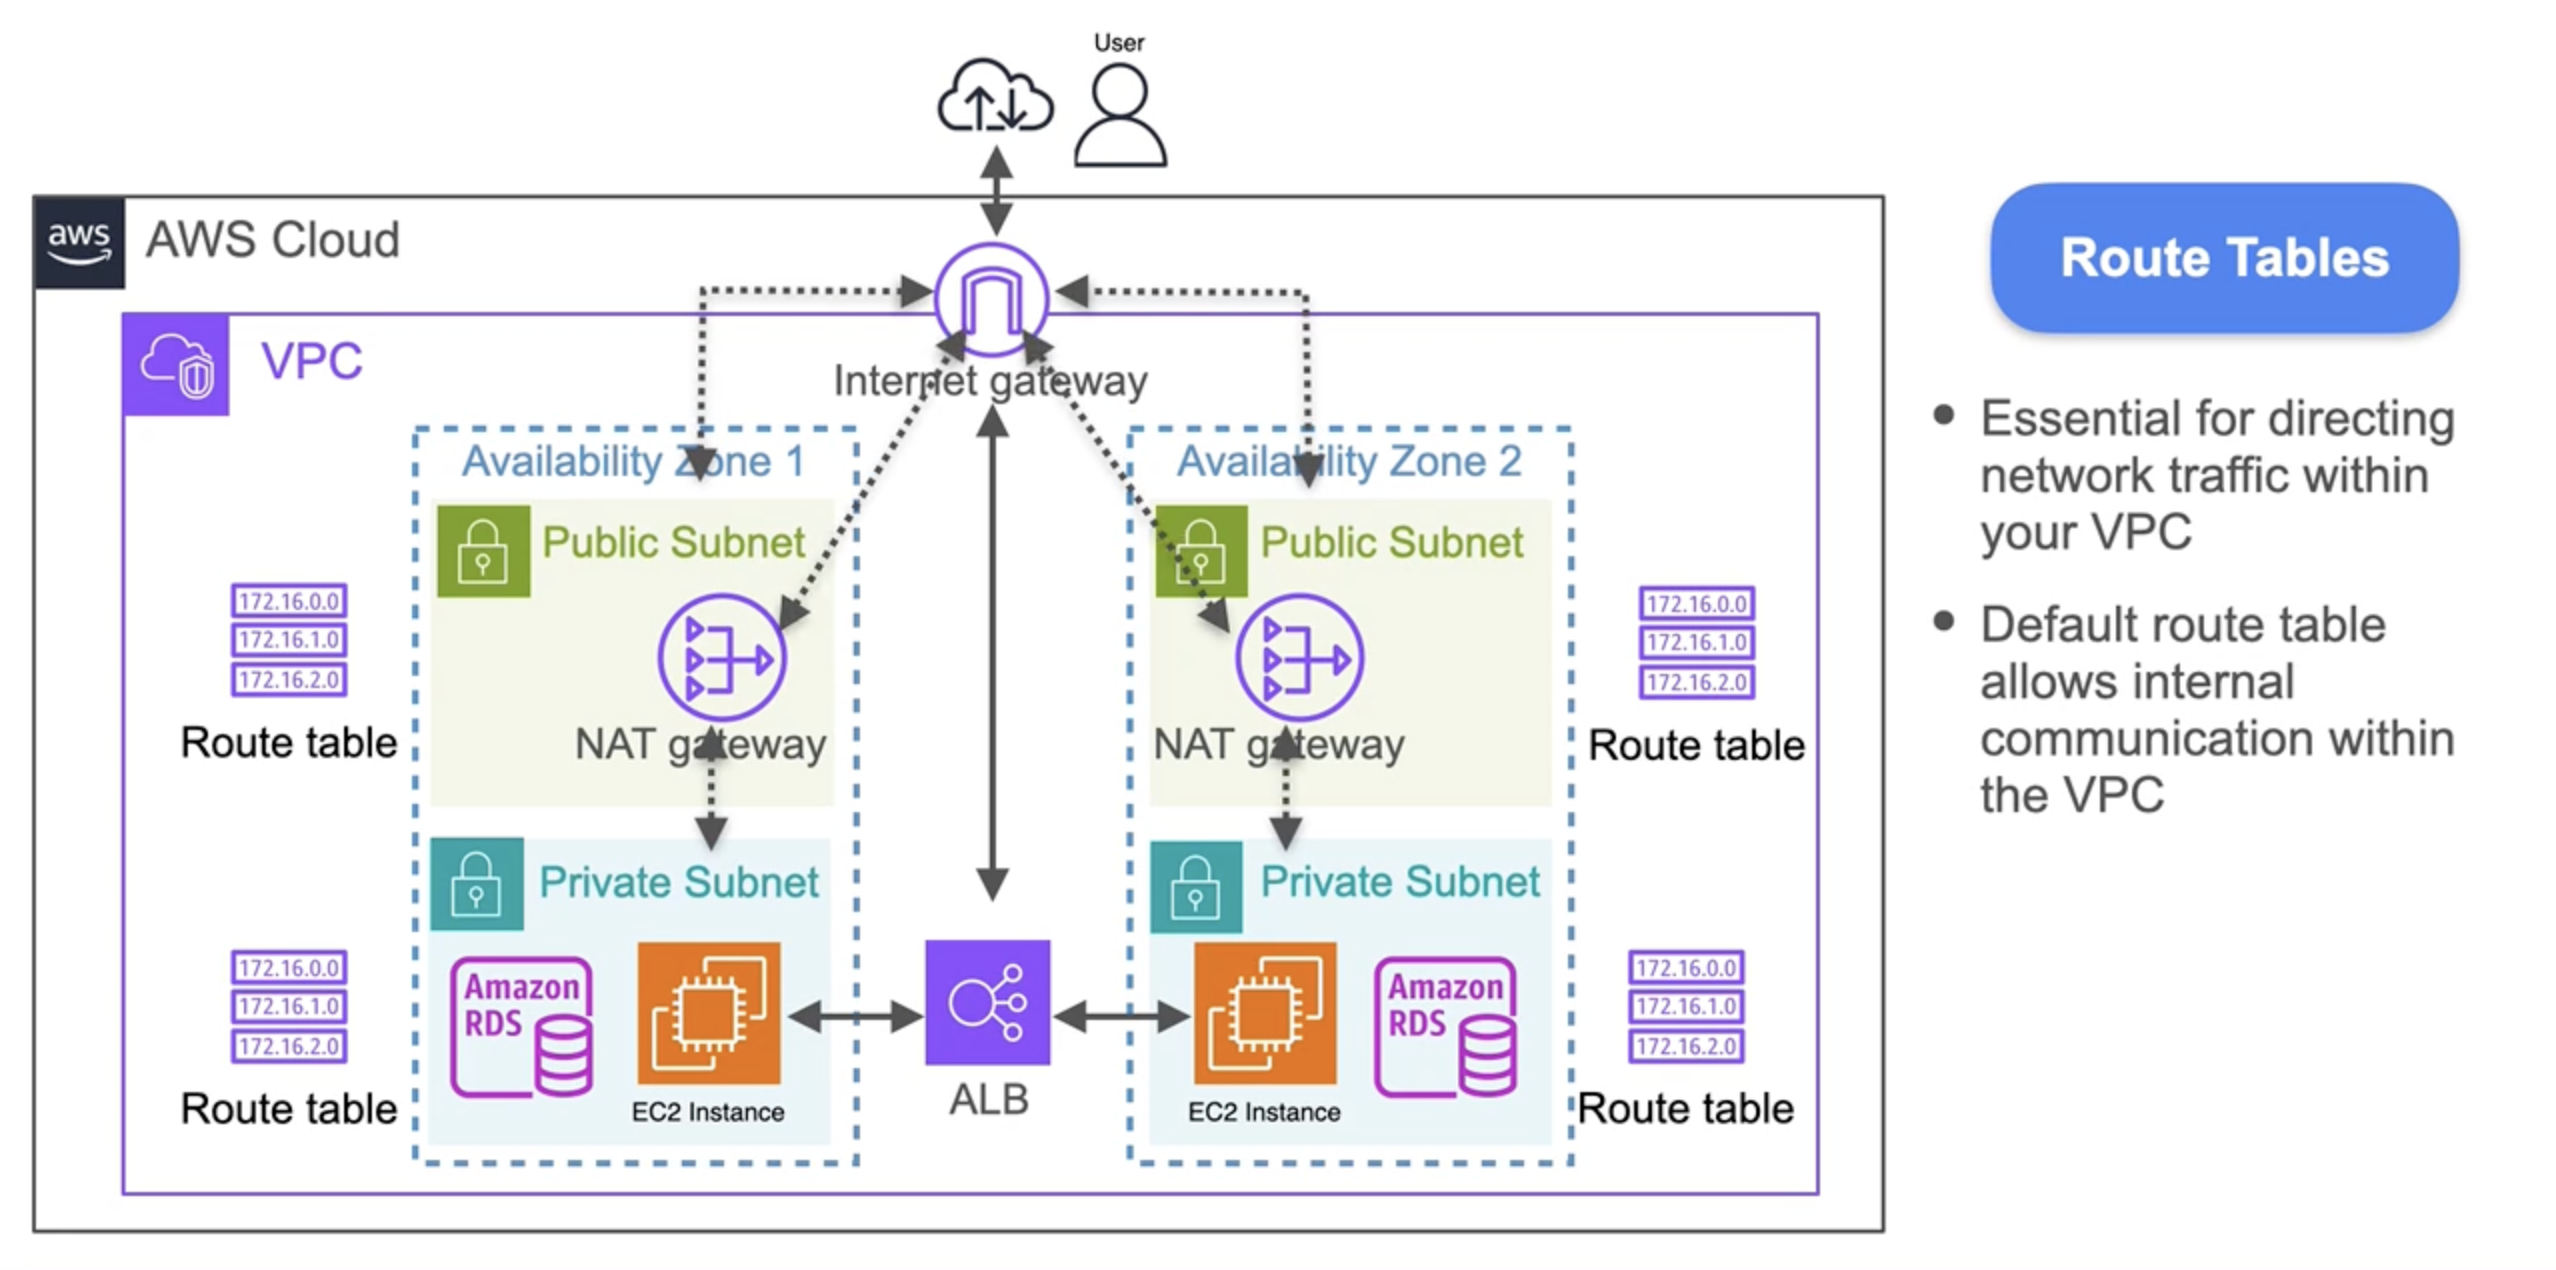 User
aws
AWS Cloud
Route Tables
VPC
Internet gateway
Availability Zone 1
Availability Zone 2
Public Subnet
Public Subnet
NAT gateway
NAT gateway
172.16.0.0
172.16.1.0
172.16.2.0
Route table
172.16.0.0
172.16.1.0
172.16.2.0
Route table
Private Subnet
Private Subnet
Amazon
RDS
EC2 Instance
ALB
EC2 Instance
Amazon
RDS
172.16.0.0
172.16.1.0
172.16.2.0
Route table
172.16.0.0
172.16.1.0
172.16.2.0
Route table
• Essential for directing
network traffic within
your VPC
• Default route table
allows internal
communication within
the VPC